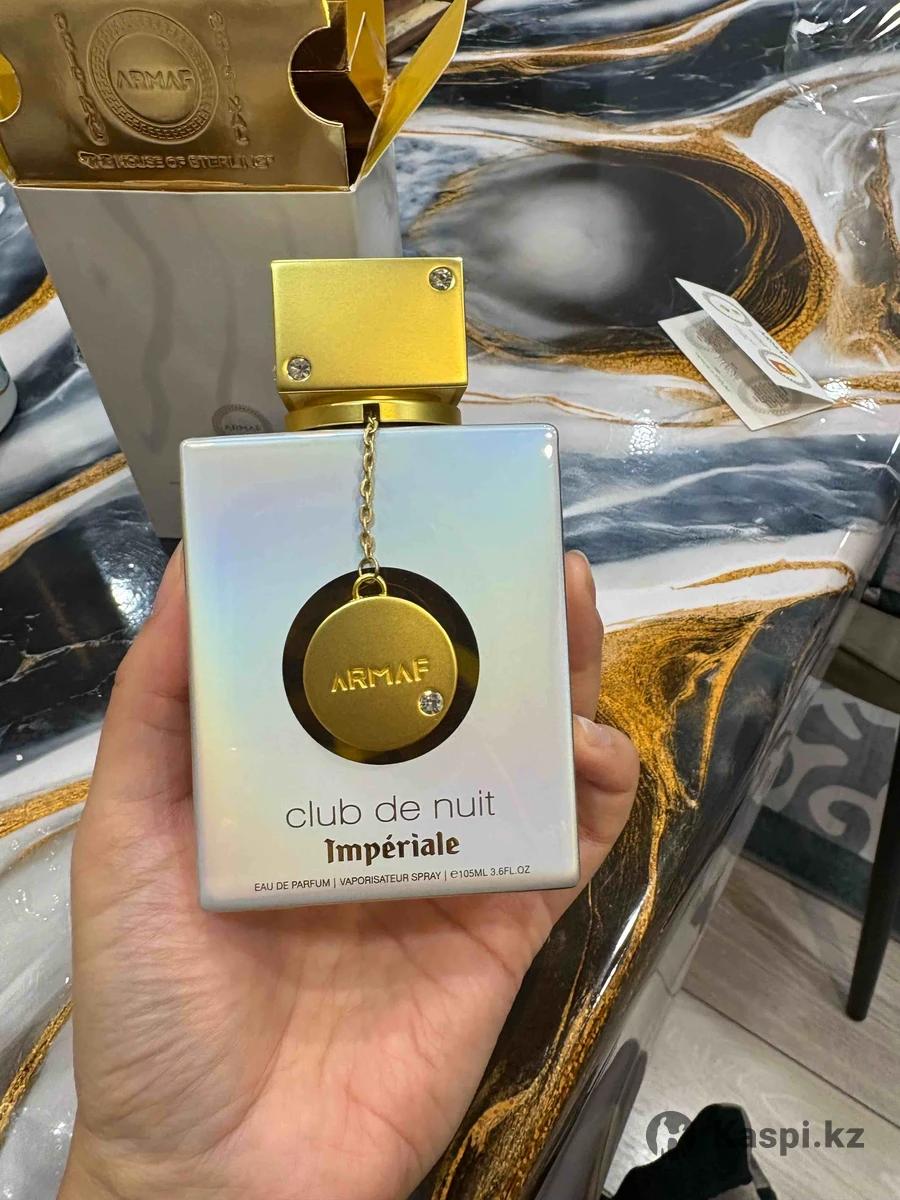 ARMAF
ORIGINAL
THE HOUSE OF STERLING
ARMAF
ARMAF
club de nuit
Impériale
EAU DE PARFUM | VAPORISATEUR SPRAY | ℮105ML 3.6FL.OZ
Kaspi.kz